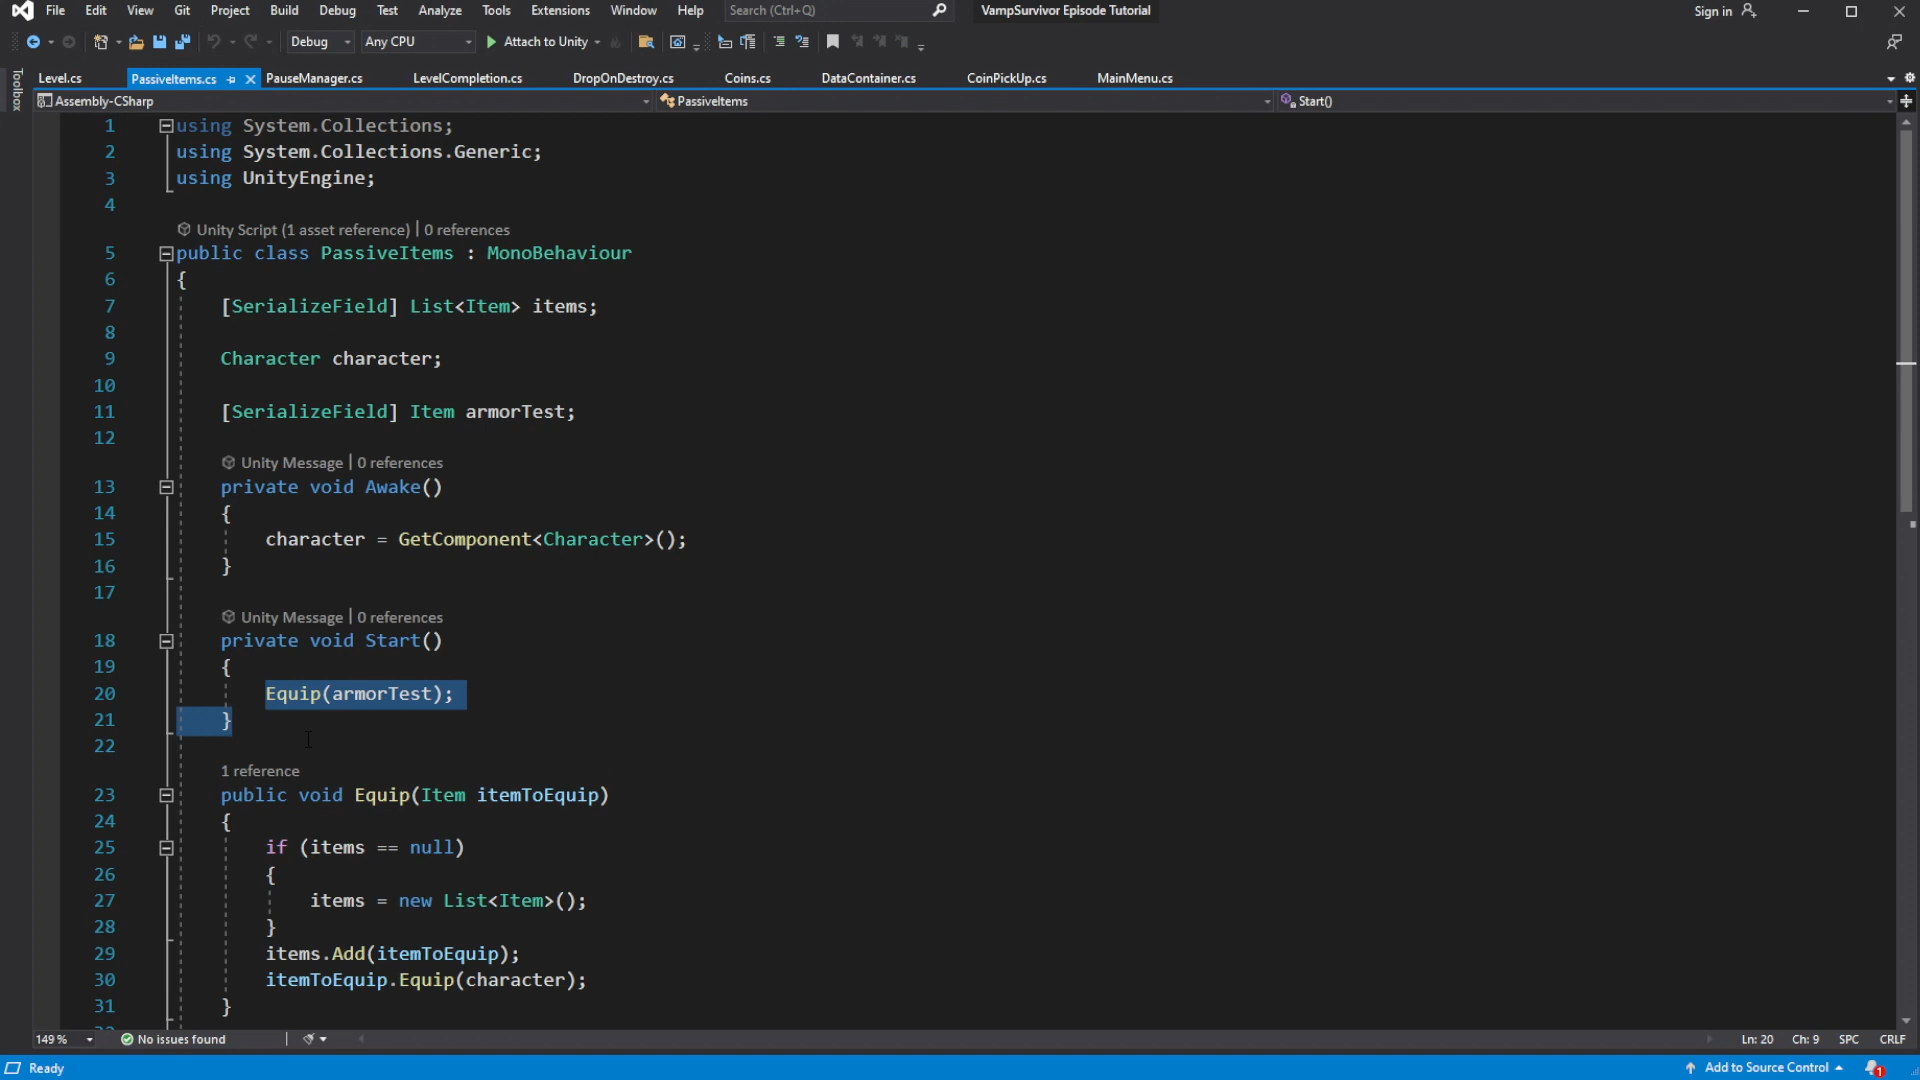 File Edit View Git Project Build Debug Test Analyze Tools Extensions Window Help Search (Ctrl+Q) VampSurvivor Episode Tutorial Sign in
Debug Any CPU Attach to Unity
Toolbox
Level.cs PassiveItems.cs PauseManager.cs LevelCompletion.cs DropOnDestroy.cs Coins.cs DataContainer.cs CoinPickUp.cs MainMenu.cs
Assembly-CSharp PassiveItems Start()
1 using System.Collections;
2 using System.Collections.Generic;
3 using UnityEngine;
4
Unity Script (1 asset reference) | 0 references
5 public class PassiveItems : MonoBehaviour
6 {
7 [SerializeField] List<Item> items;
8
9 Character character;
10
11 [SerializeField] Item armorTest;
12
Unity Message | 0 references
13 private void Awake()
14 {
15 character = GetComponent<Character>();
16 }
17
Unity Message | 0 references
18 private void Start()
19 {
20 Equip(armorTest);
21 }
22
1 reference
23 public void Equip(Item itemToEquip)
24 {
25 if (items == null)
26 {
27 items = new List<Item>();
28 }
29 items.Add(itemToEquip);
30 itemToEquip.Equip(character);
31 }
149 % No issues found Ln: 20 Ch: 9 SPC CRLF
Ready Add to Source Control 1